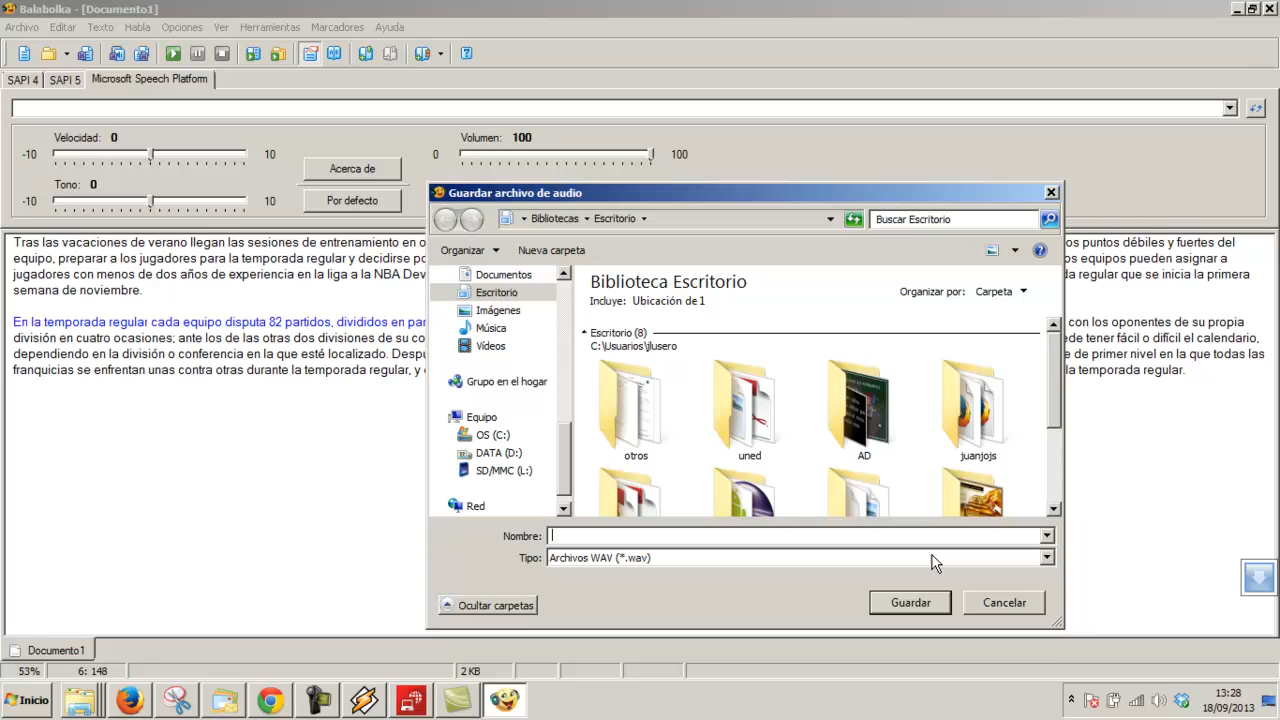 Balabolka - [Documento1]
Archivo Editar Texto Habla Opciones Ver Herramientas Marcadores Ayuda
SAPI 4 SAPI 5 Microsoft Speech Platform
Velocidad: 0
-10 10
Tono: 0
-10 10
Acerca de
Por defecto
Volumen: 100
0 100
Tras las vacaciones de verano llegan las sesiones de entrenamiento en o
equipo, preparar a los jugadores para la temporada regular y decidirse po
jugadores con menos de dos años de experiencia en la liga a la NBA Dev
semana de noviembre.
En la temporada regular cada equipo disputa 82 partidos, divididos en par
división en cuatro ocasiones; ante los de las otras dos divisiones de su co
dependiendo en la división o conferencia en la que esté localizado. Despu
franquicias se enfrentan unas contra otras durante la temporada regular, y
os puntos débiles y fuertes del
os equipos pueden asignar a
da regular que se inicia la primera
con los oponentes de su propia
ede tener fácil o difícil el calendario,
e de primer nivel en la que todas las
la temporada regular.
Guardar archivo de audio
Bibliotecas Escritorio
Buscar Escritorio
Organizar Nueva carpeta
Documentos
Escritorio
Imágenes
Música
Vídeos
Grupo en el hogar
Equipo
OS (C:)
DATA (D:)
SD/MMC (L:)
Red
Biblioteca Escritorio
Incluye: Ubicación de 1
Organizar por: Carpeta
Escritorio (8)
C:\Usuarios\jlusero
otros uned AD juanjojs
Nombre:
Tipo: Archivos WAV (*.wav)
Ocultar carpetas
Guardar Cancelar
Documento1
53% 6: 148 2 KB
Inicio
13:28
18/09/2013